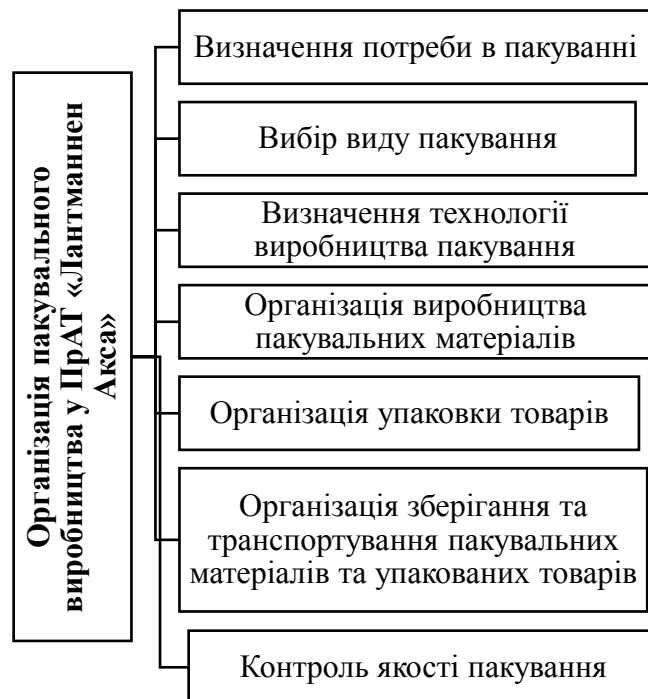 Організація пакувального
виробництва у ПрАТ «Лантманнен
Акса»
Визначення потреби в пакуванні
Вибір виду пакування
Визначення технології
виробництва пакування
Організація виробництва
пакувальних матеріалів
Організація упаковки товарів
Організація зберігання та
транспортування пакувальних
матеріалів та упакованих товарів
Контроль якості пакування